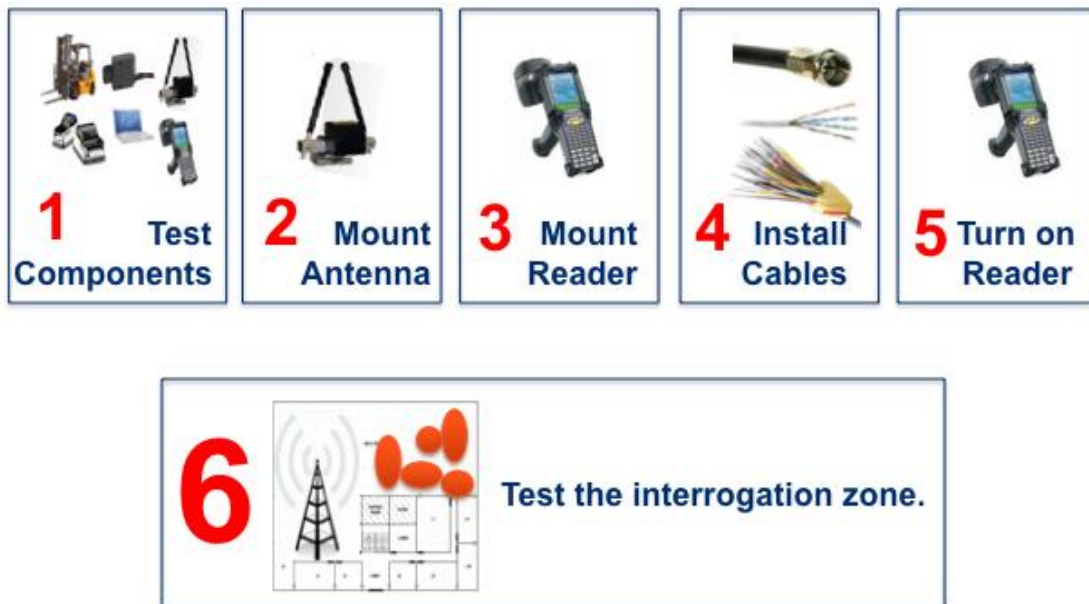 1 Test
Components
2 Mount
Antenna
3 Mount
Reader
4 Install
Cables
5 Turn on
Reader
6 Test the interrogation zone.